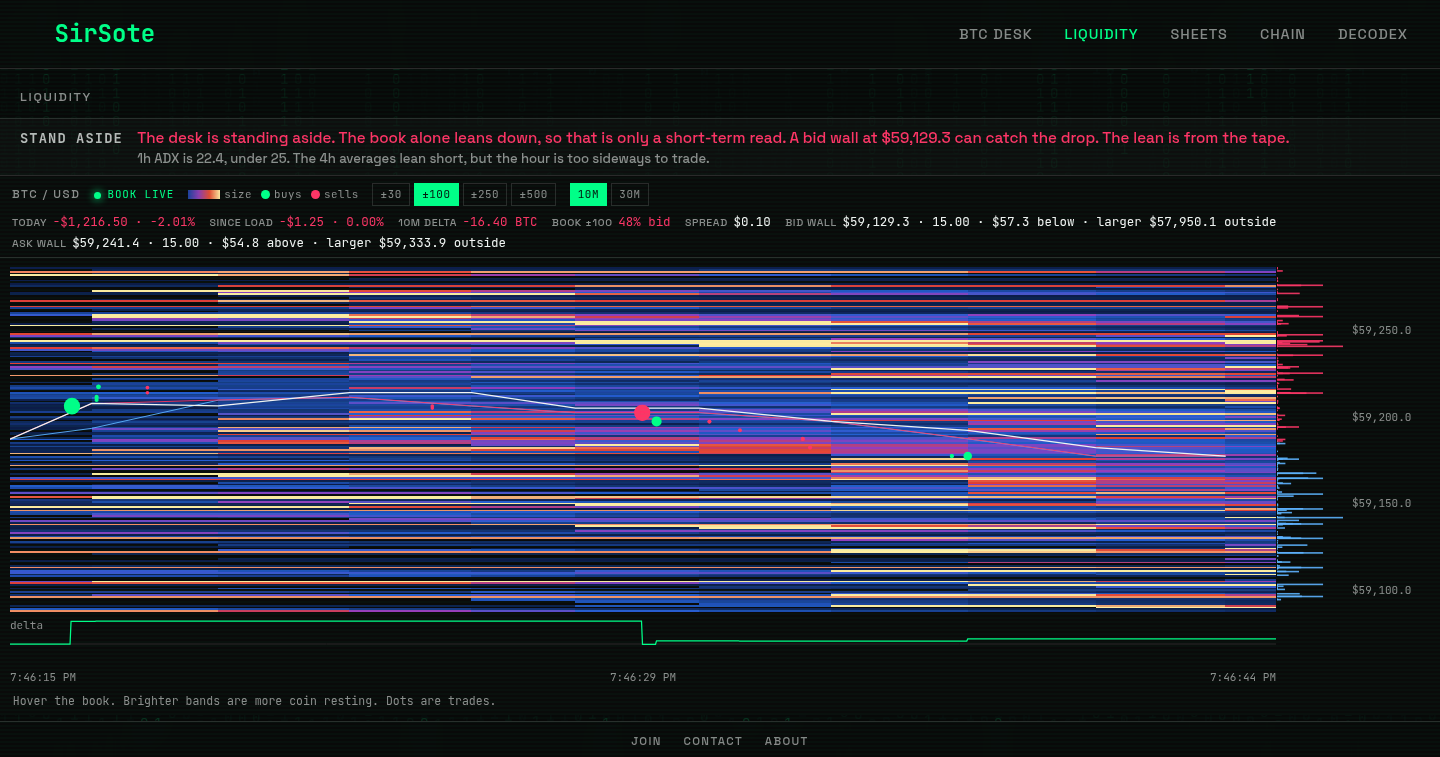 SirSote
BTC DESK LIQUIDITY SHEETS CHAIN DECODEX
LIQUIDITY
STAND ASIDE The desk is standing aside. The book alone leans down, so that is only a short-term read. A bid wall at $59,129.3 can catch the drop. The lean is from the tape.
1h ADX is 22.4, under 25. The 4h averages lean short, but the hour is too sideways to trade.
BTC / USD BOOK LIVE size buys sells ±30 ±100 ±250 ±500 10M 30M
TODAY -$1,216.50 · -2.01% SINCE LOAD -$1.25 · 0.00% 10M DELTA -16.40 BTC BOOK ±100 48% bid SPREAD $0.10 BID WALL $59,129.3 · 15.00 · $57.3 below · larger $57,950.1 outside
ASK WALL $59,241.4 · 15.00 · $54.8 above · larger $59,333.9 outside
$59,250.0
$59,200.0
$59,150.0
$59,100.0
delta
7:46:15 PM 7:46:29 PM 7:46:44 PM
Hover the book. Brighter bands are more coin resting. Dots are trades.
JOIN CONTACT ABOUT